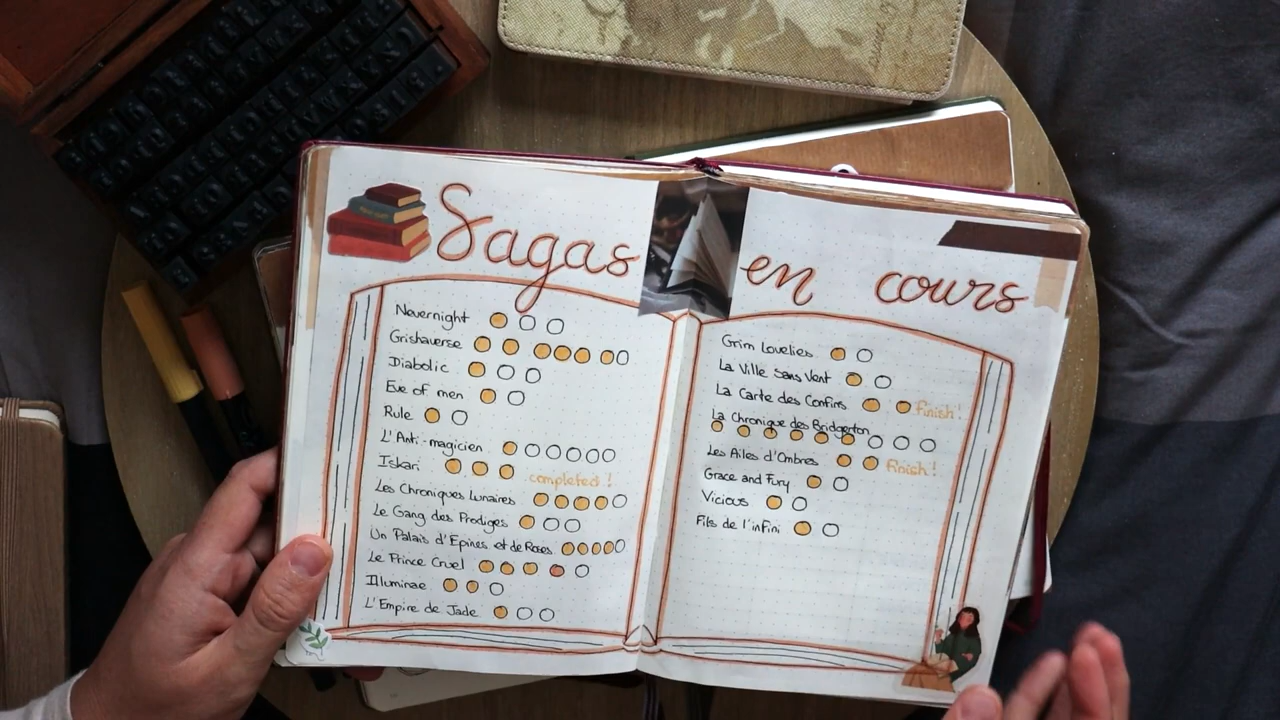 Sagas en cours
Nevernight
Grishaverse
Diabolic
Eve of men
Rule
L'Anti-magicien
Iskari completed !
Les Chroniques Lunaires
Le Gang des Prodiges
Un Palais d'Epines et de Roses
Le Prince Cruel
Illuminae
L'Empire de Jade
Grim Lovelies
La Ville Sans Vent
La Carte des Confins finish !
La Chronique des Bridgerton
Les Ailes d'Ombres finish !
Grace and Fury
Vicious
Fils de l'infini